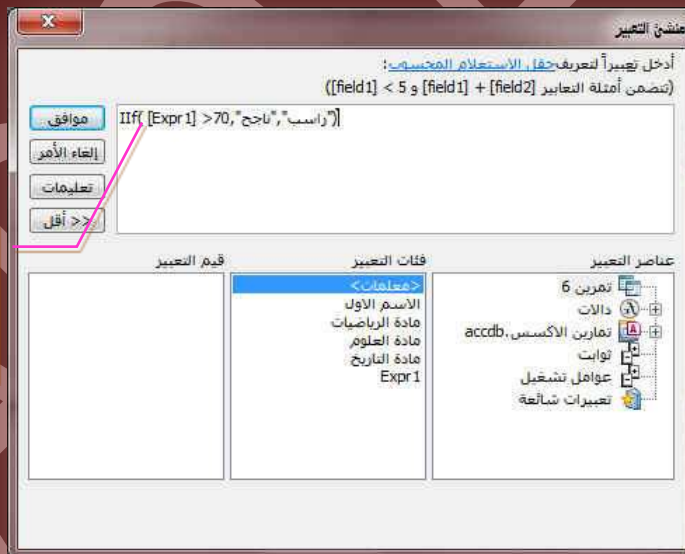 منشئ التعبير
أدخل تعبيراً لتعريف حقل الاستعلام المحسوب:
(تتضمن أمثلة التعابير [field1] + [field2] و [field1] < 5)
IIf( [Expr1] >70,"ناجح","راسب")
موافق
إلغاء الأمر
تعليمات
<< أقل
عناصر التعبير
تمرين 6
دالات
تمارين الاكسس.accdb
ثوابت
عوامل تشغيل
تعبيرات شائعة
فئات التعبير
<معلمات>
الاسم الاول
مادة الرياضيات
مادة العلوم
مادة التاريخ
Expr1
قيم التعبير